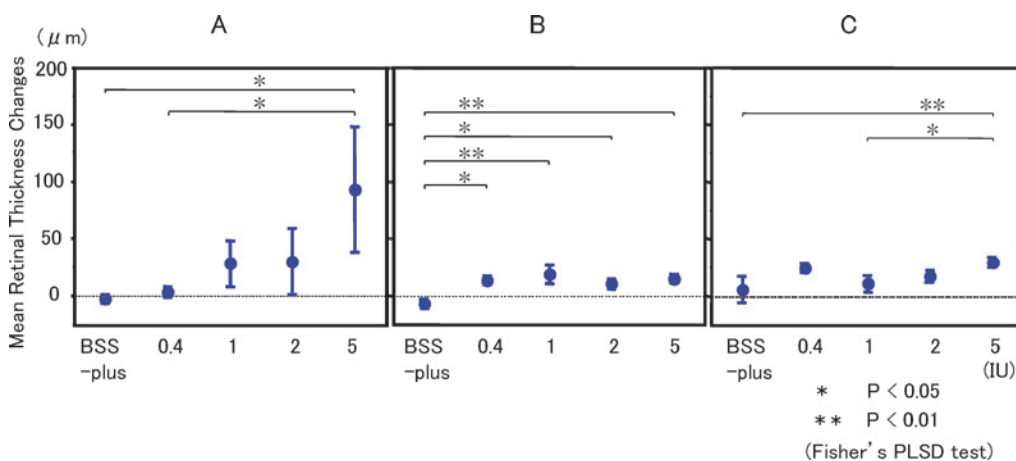 A B C
(μm)
Mean Retinal Thickness Changes
200
150
100
50
0
* *
** * ** *
** *
BSS -plus 0.4 1 2 5
BSS -plus 0.4 1 2 5
BSS -plus 0.4 1 2 5 (IU)
* P < 0.05
** P < 0.01
(Fisher's PLSD test)